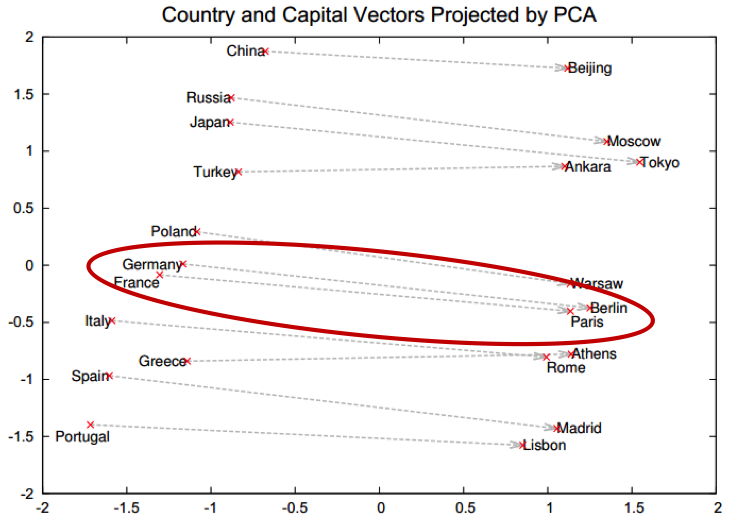 Country and Capital Vectors Projected by PCA
2
1.5
1
0.5
0
-0.5
-1
-1.5
-2
China
Beijing
Russia
Moscow
Japan
Tokyo
Turkey
Ankara
Poland
Warsaw
Germany
Berlin
France
Paris
Italy
Rome
Greece
Athens
Spain
Madrid
Portugal
Lisbon
-2 -1.5 -1 -0.5 0 0.5 1 1.5 2